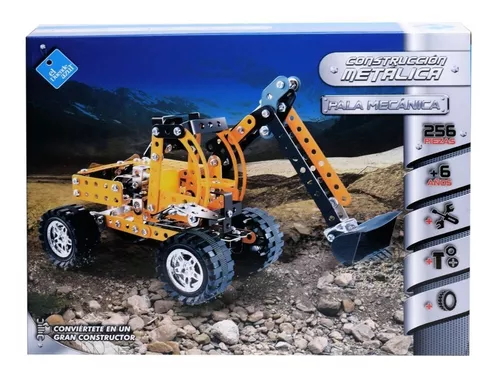 el
duende
azul
CONSTRUCCIÓN
METÁLICA
PALA MECÁNICA
256
PIEZAS
+6
AÑOS
CONVIÉRTETE EN UN
GRAN CONSTRUCTOR